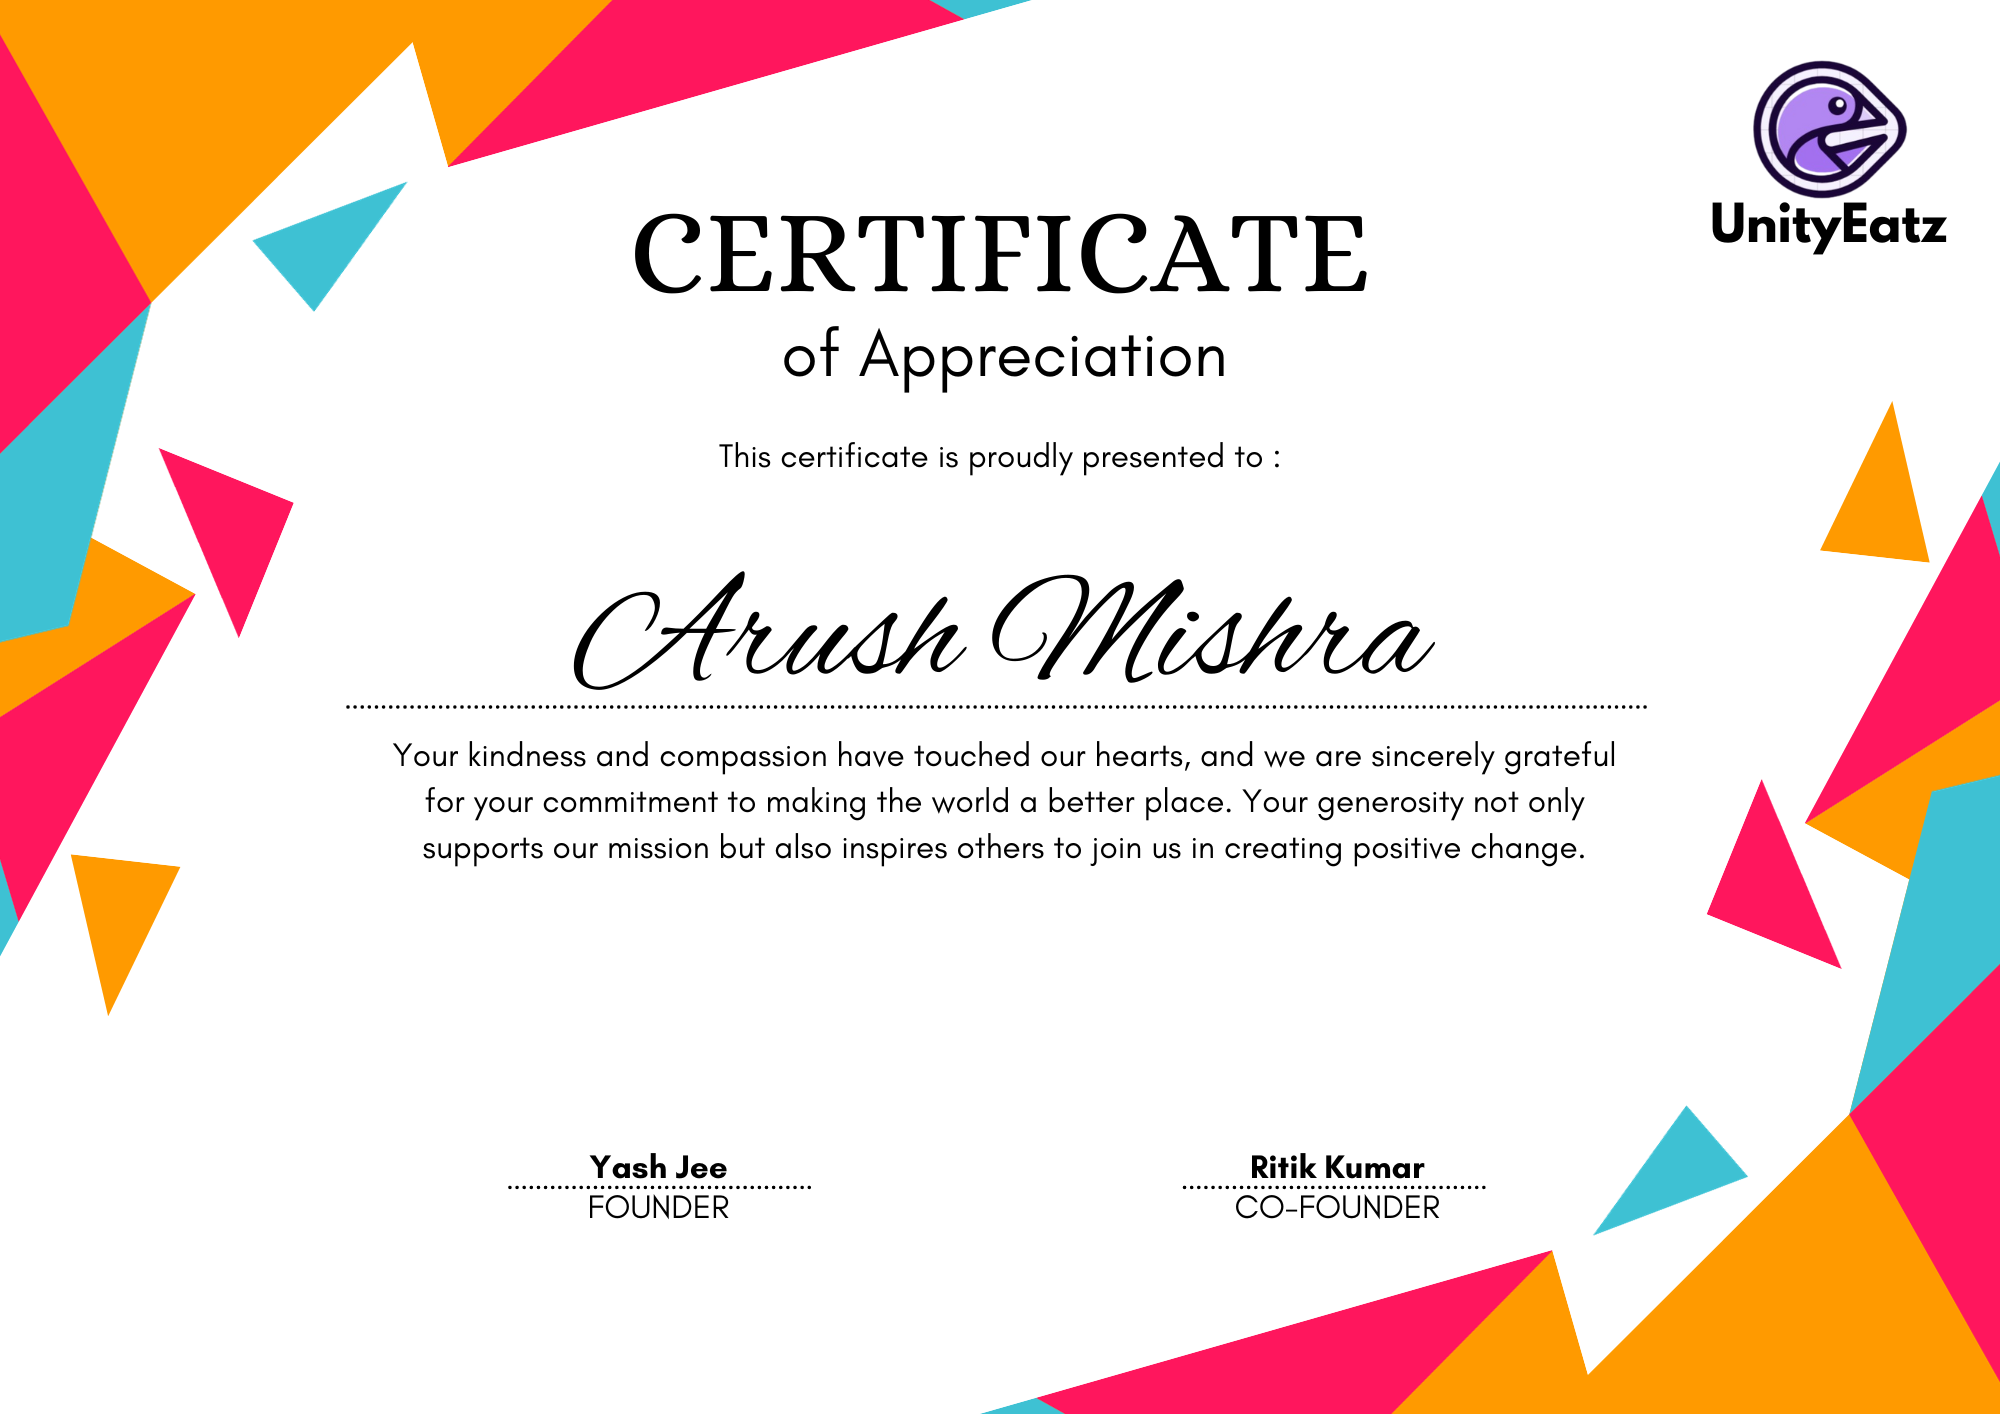 UnityEatz
CERTIFICATE
of Appreciation
This certificate is proudly presented to :
Arush Mishra
Your kindness and compassion have touched our hearts, and we are sincerely grateful
for your commitment to making the world a better place. Your generosity not only
supports our mission but also inspires others to join us in creating positive change.
Yash Jee
FOUNDER
Ritik Kumar
CO-FOUNDER